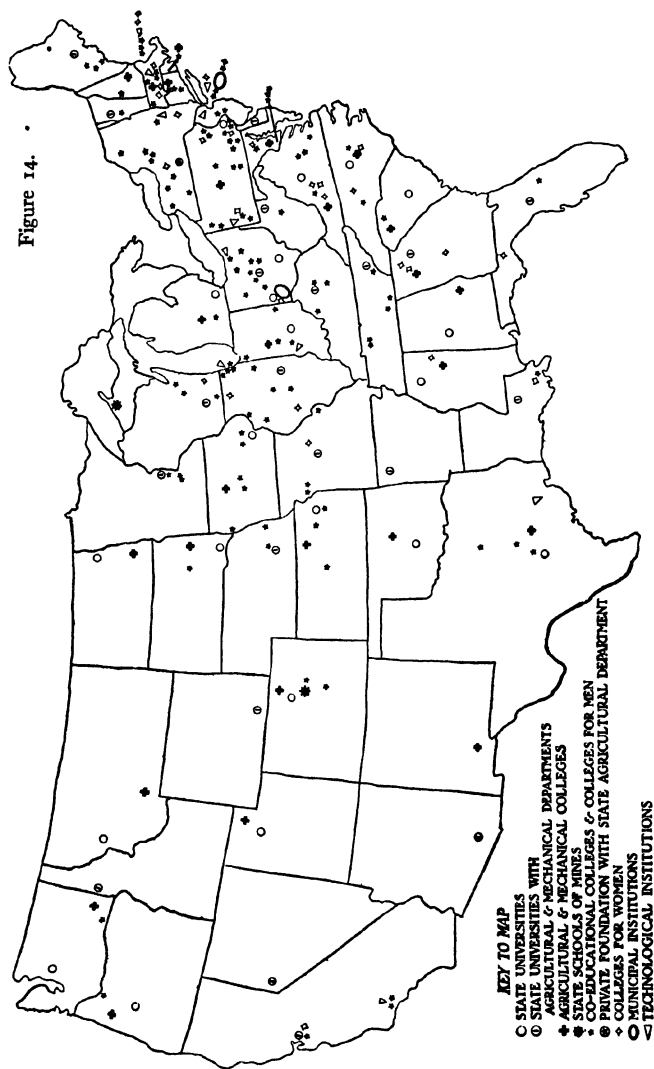 Figure 14.
KEY TO MAP
STATE UNIVERSITIES
STATE UNIVERSITIES WITH
AGRICULTURAL & MECHANICAL DEPARTMENTS
AGRICULTURAL & MECHANICAL COLLEGES
STATE SCHOOLS OF MINES
CO-EDUCATIONAL COLLEGES & COLLEGES FOR MEN
PRIVATE FOUNDATION WITH STATE AGRICULTURAL DEPARTMENT
COLLEGES FOR WOMEN
MUNICIPAL INSTITUTIONS
TECHNOLOGICAL INSTITUTIONS